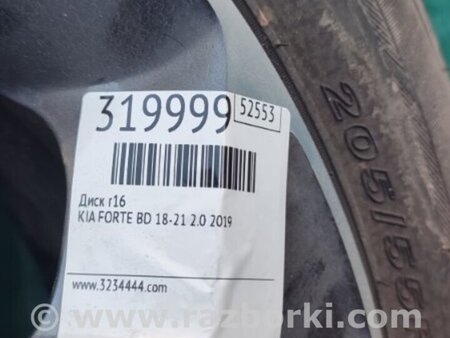 319999
52553
Диск r16
KIA FORTE BD 18-21 2.0 2019
www.3234444.com
205/55
www.razborki.com